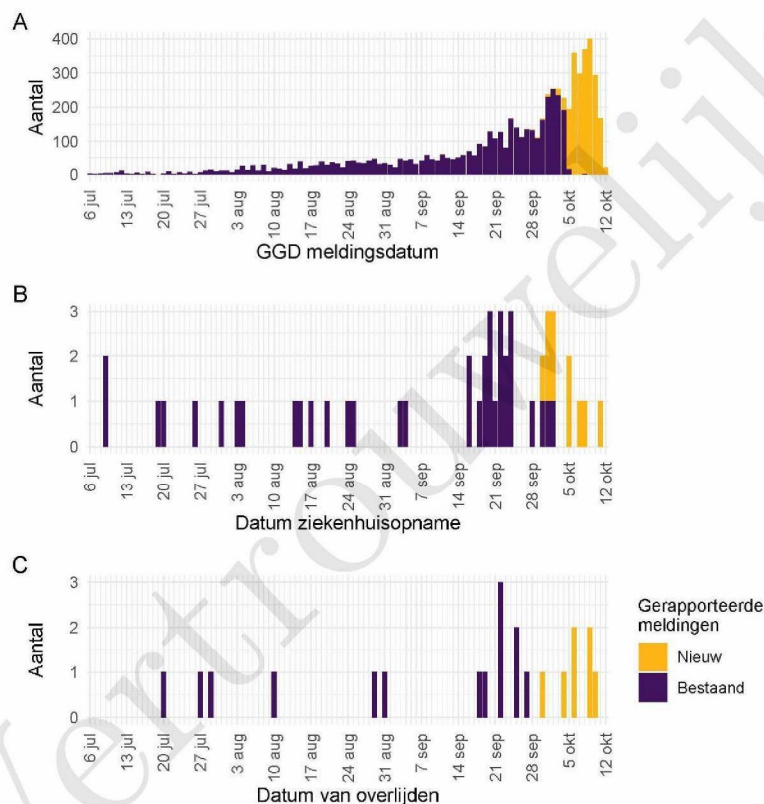 A
400
300
200
100
0
Aantal
6 jul
13 jul
20 jul
27 jul
3 aug
10 aug
17 aug
24 aug
31 aug
7 sep
14 sep
21 sep
28 sep
5 okt
12 okt
GGD meldingsdatum
B
3
2
1
0
Aantal
6 jul
13 jul
20 jul
27 jul
3 aug
10 aug
17 aug
24 aug
31 aug
7 sep
14 sep
21 sep
28 sep
5 okt
12 okt
Datum ziekenhuisopname
C
3
2
1
0
Aantal
6 jul
13 jul
20 jul
27 jul
3 aug
10 aug
17 aug
24 aug
31 aug
7 sep
14 sep
21 sep
28 sep
5 okt
12 okt
Datum van overlijden
Gerapporteerde
meldingen
Nieuw
Bestaand